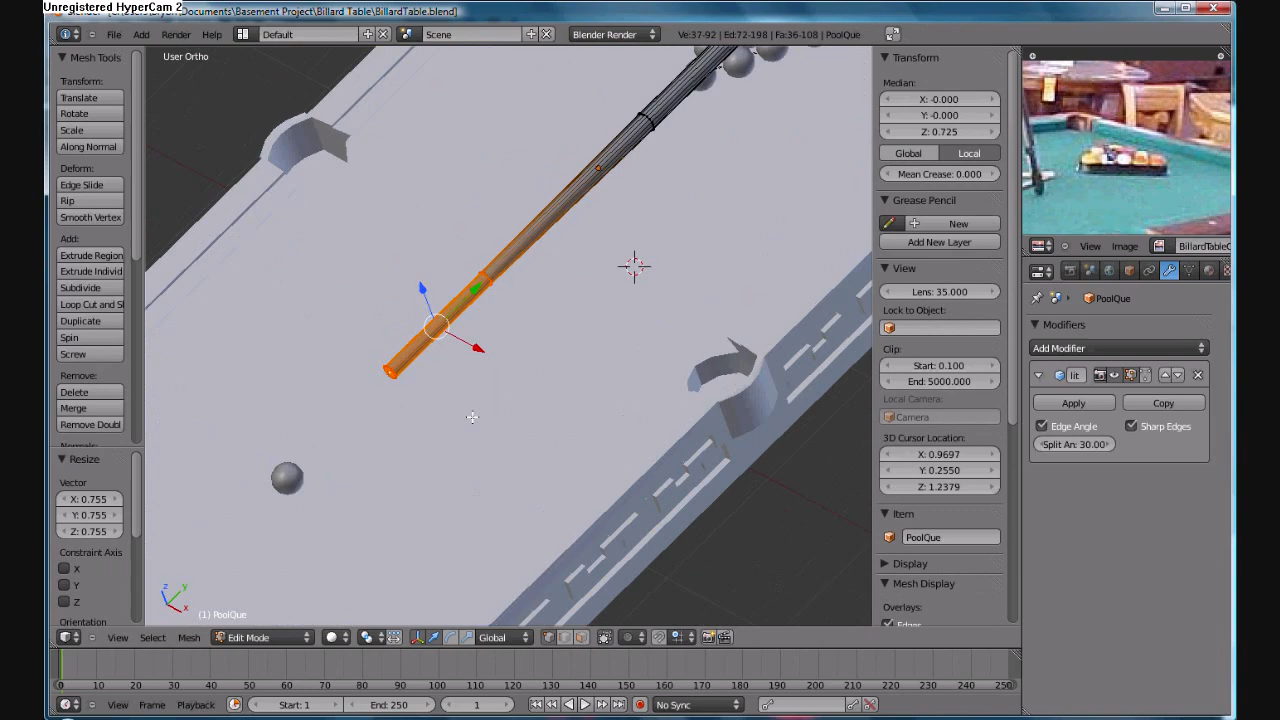 Unregistered HyperCam 2
\Documents\Basement Project\Billard Table\BillardTable.blend]
File Add Render Help Default Scene Blender Render Ve:37-92 | Ed:72-198 | Fa:36-108 | PoolQue
Mesh Tools
Transform:
Translate
Rotate
Scale
Along Normal
Deform:
Edge Slide
Rip
Smooth Vertex
Add:
Extrude Region
Extrude Individ
Subdivide
Loop Cut and Sl
Duplicate
Spin
Screw
Remove:
Delete
Merge
Remove Doubl
Resize
Vector
X: 0.755
Y: 0.755
Z: 0.755
Constraint Axis
X
Y
Z
Orientation
User Ortho
z y x
(1) PoolQue
Transform
Median:
X: -0.000
Y: -0.000
Z: 0.725
Global Local
Mean Crease: 0.000
Grease Pencil
New
Add New Layer
View
Lens: 35.000
Lock to Object:
Clip:
Start: 0.100
End: 5000.000
Local Camera:
Camera
3D Cursor Location:
X: 0.9697
Y: 0.2550
Z: 1.2379
Item
PoolQue
Display
Mesh Display
Overlays:
View Image BillardTableC
PoolQue
Modifiers
Add Modifier
lit
Apply Copy
Edge Angle Sharp Edges
Split An: 30.00
View Select Mesh Edit Mode Global
0 10 20 30 40 50 60 70 80 90 100 110 120 130 140 150 160 170 180 190 200 210 220 230 240 250
View Frame Playback Start: 1 End: 250 1 No Sync